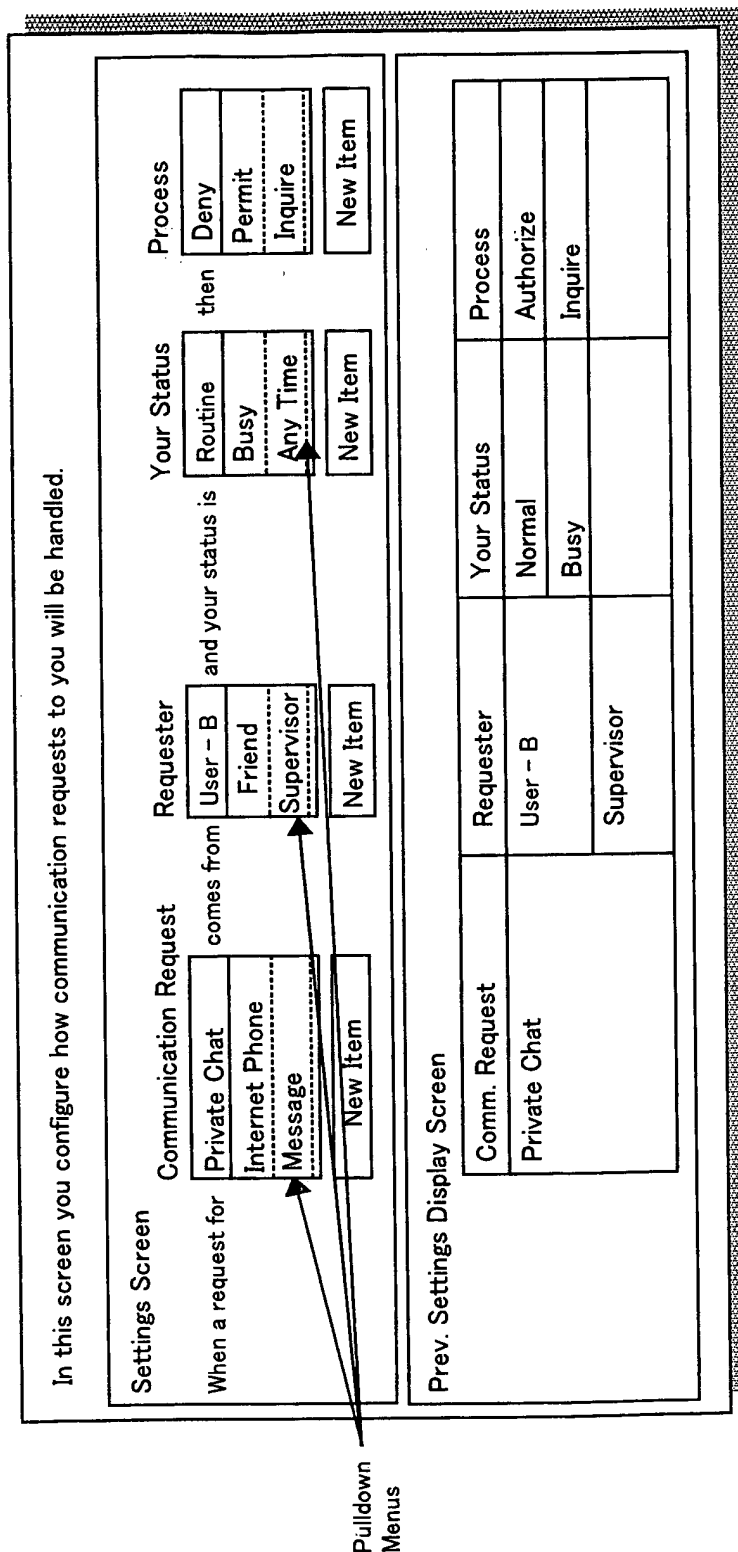 In this screen you configure how communication requests to you will be handled.
Settings Screen
Communication Request Requester Your Status Process
When a request for Private Chat comes from User - B and your status is Routine then Deny
Internet Phone Friend Busy Permit
Message Supervisor Any Time Inquire
New Item New Item New Item New Item
Pulldown
Menus
Prev. Settings Display Screen
Comm. Request Requester Your Status Process
Private Chat User - B Normal Authorize
Busy Inquire
Supervisor